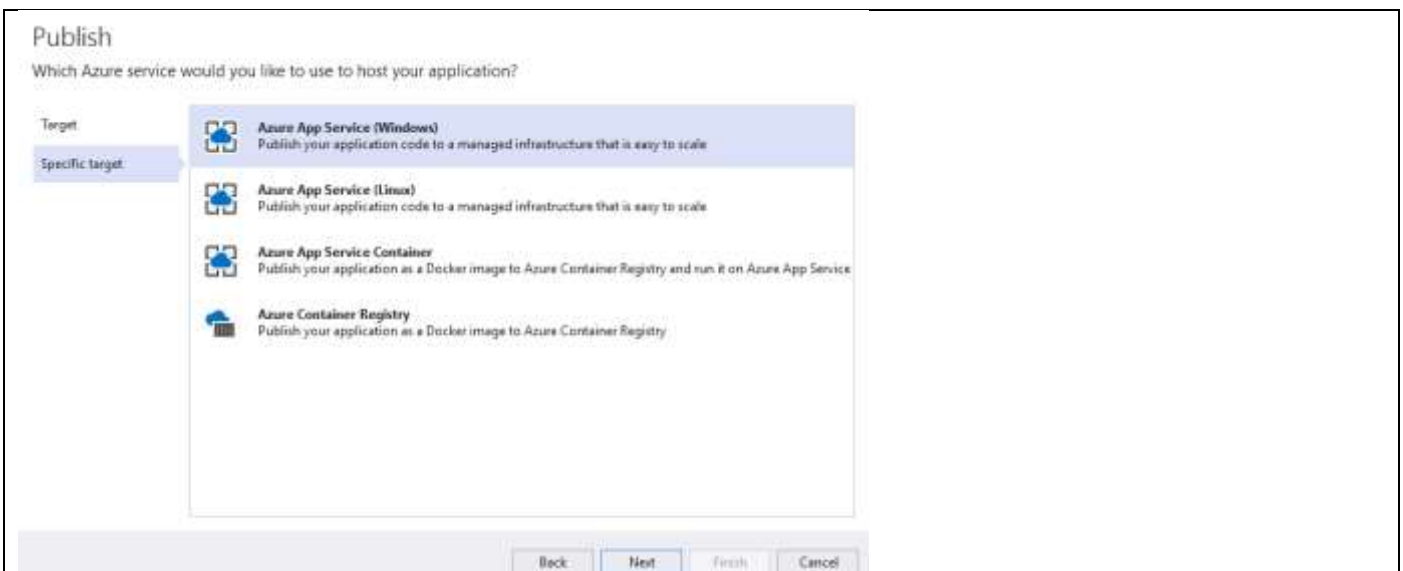 Publish
Which Azure service would you like to use to host your application?
Target
Specific target
Azure App Service (Windows)
Publish your application code to a managed infrastructure that is easy to scale
Azure App Service (Linux)
Publish your application code to a managed infrastructure that is easy to scale
Azure App Service Container
Publish your application as a Docker image to Azure Container Registry and run it on Azure App Service
Azure Container Registry
Publish your application as a Docker image to Azure Container Registry
Back Next Finish Cancel